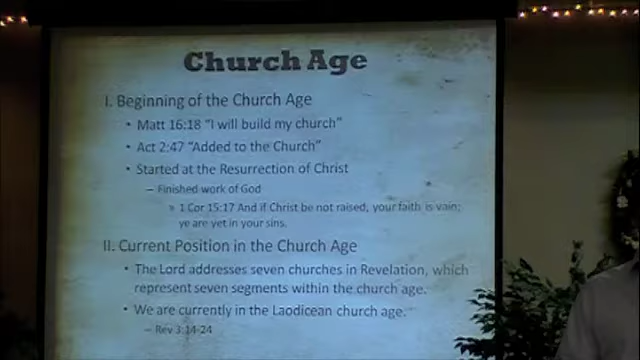 Church Age
I. Beginning of the Church Age
• Matt 16:18 "I will build my church"
• Act 2:47 "Added to the Church"
• Started at the Resurrection of Christ
– Finished work of God
» 1 Cor 15:17 And if Christ be not raised, your faith is vain;
ye are yet in your sins.
II. Current Position in the Church Age
• The Lord addresses seven churches in Revelation, which
represent seven segments within the church age.
• We are currently in the Laodicean church age.
– Rev 3:14-24